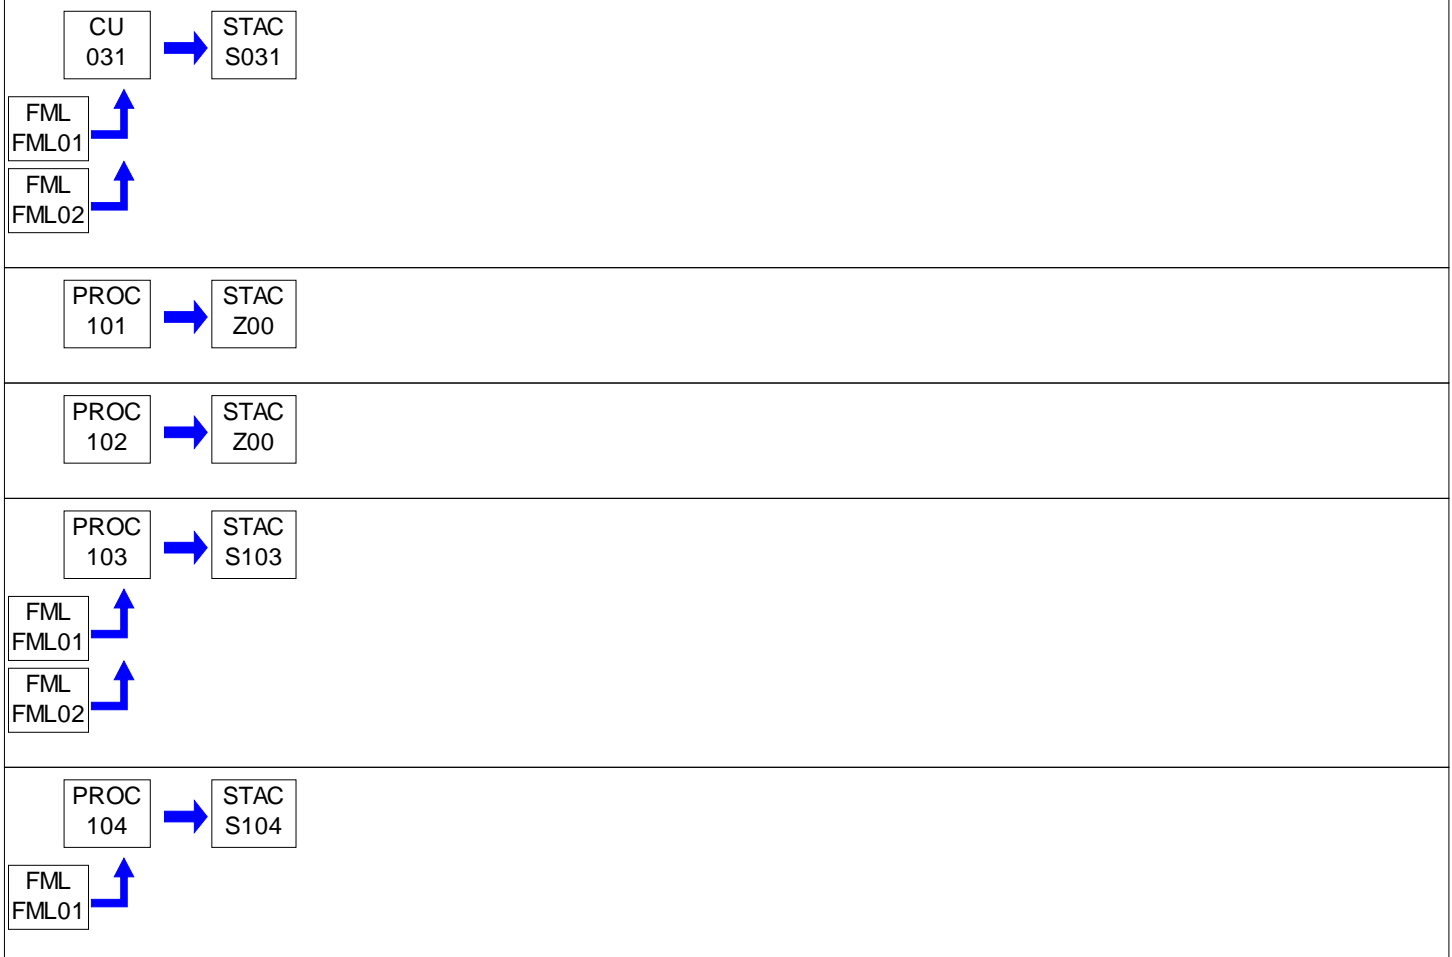 CU
031
STAC
S031
FML
FML01
FML
FML02
PROC
101
STAC
Z00
PROC
102
STAC
Z00
PROC
103
STAC
S103
FML
FML01
FML
FML02
PROC
104
STAC
S104
FML
FML01